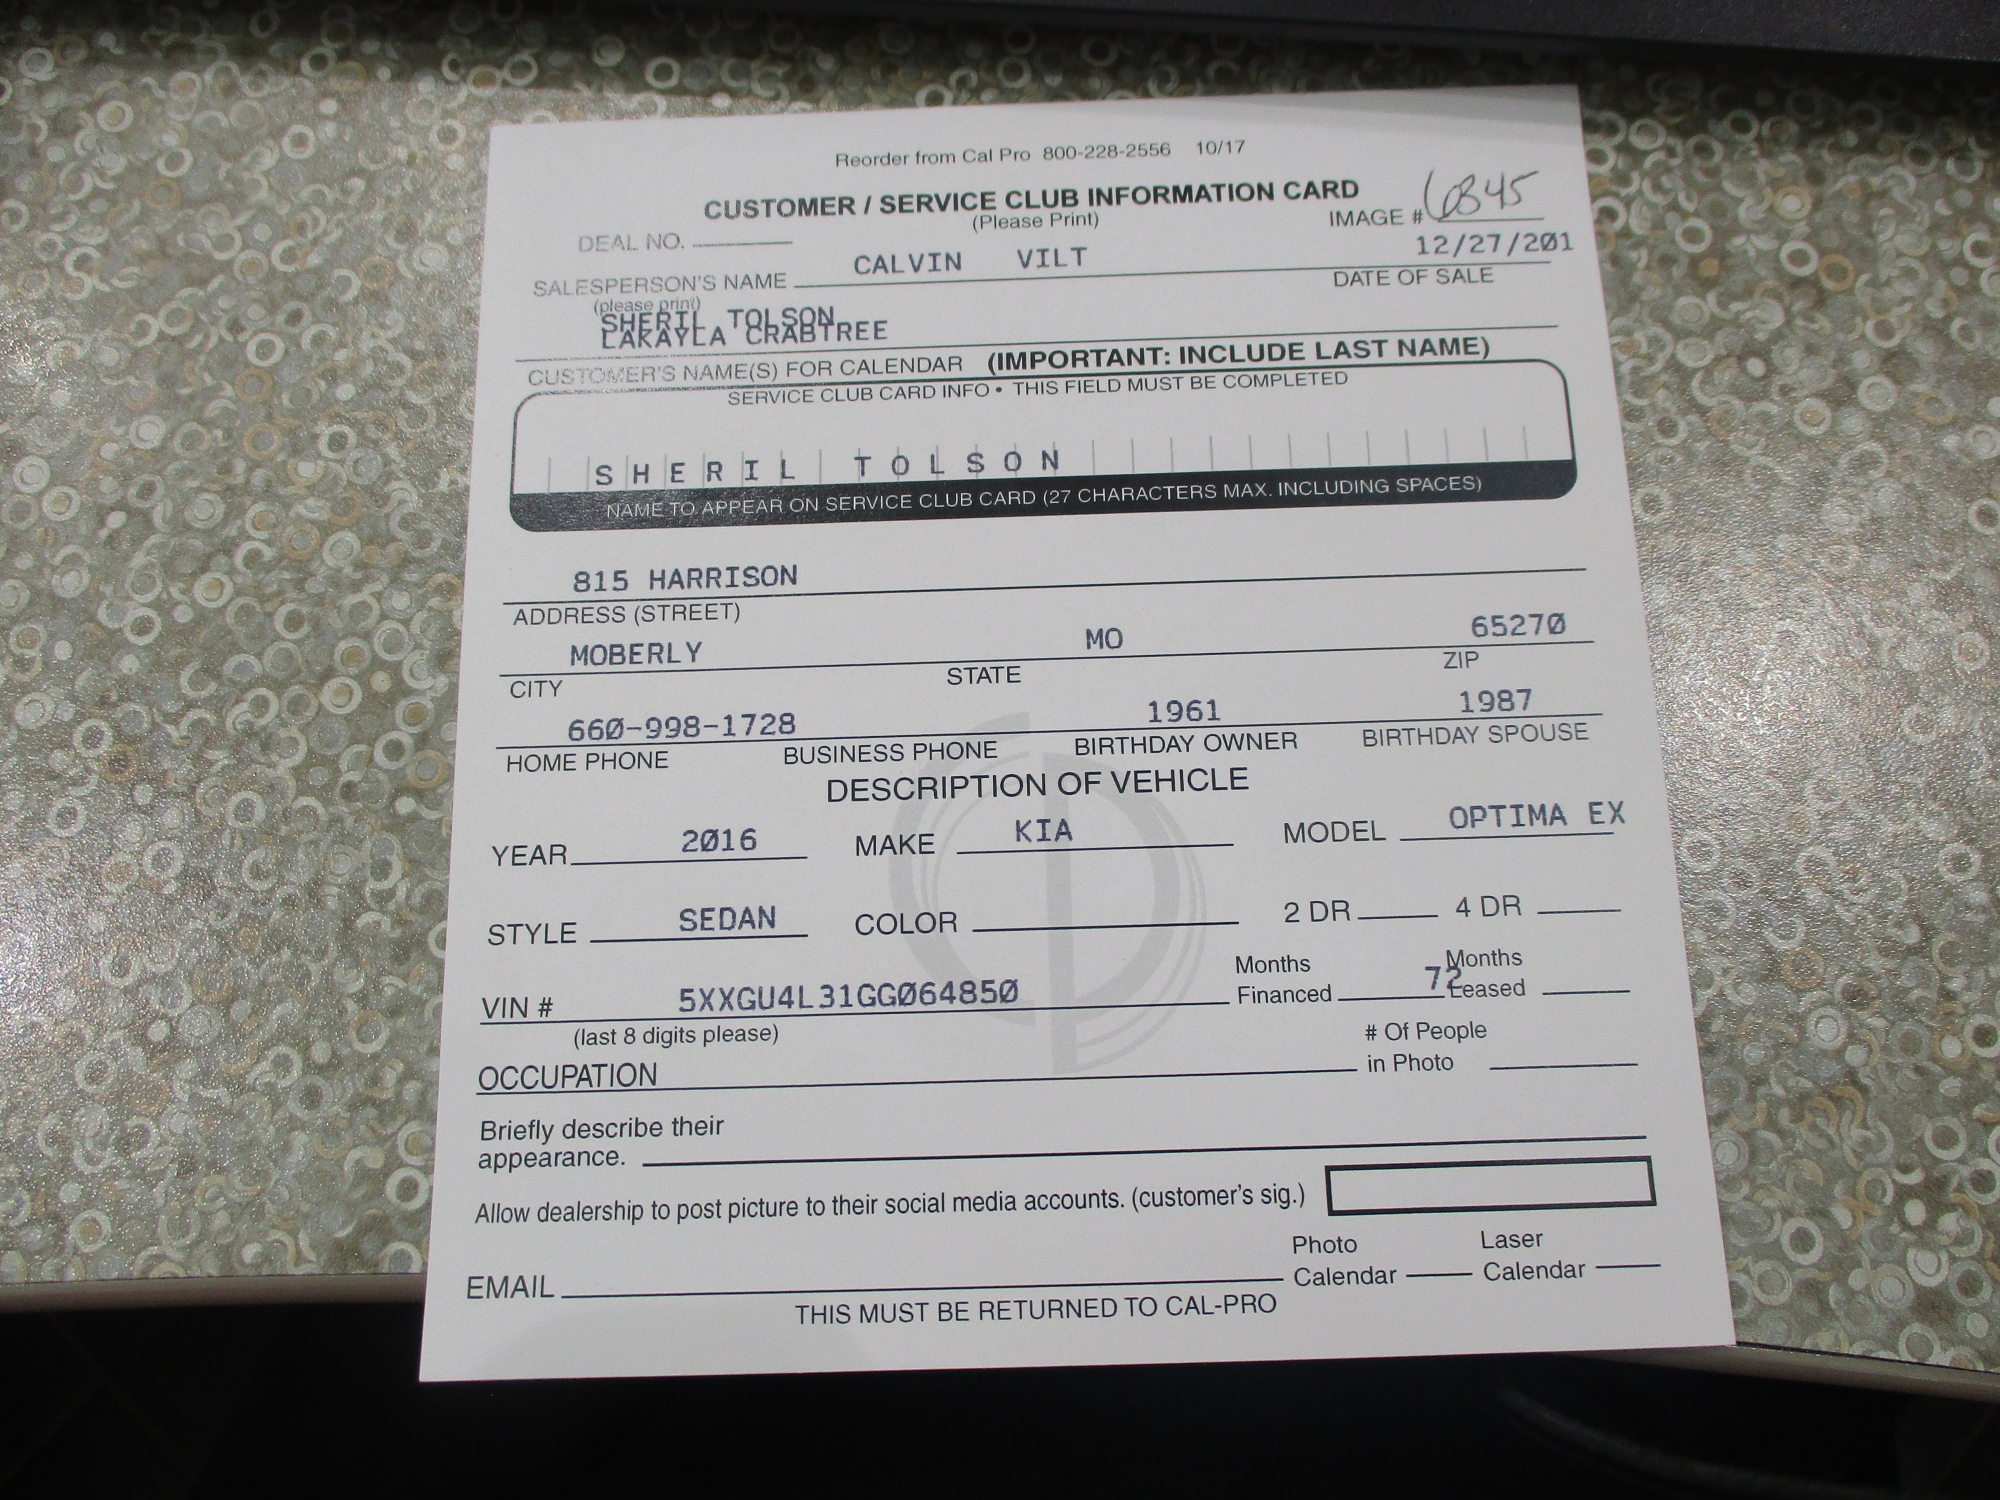 Reorder from Cal Pro 800-228-2556 10/17
CUSTOMER / SERVICE CLUB INFORMATION CARD
(Please Print)
IMAGE # 6845
DEAL NO.
12/27/201
SALESPERSON'S NAME CALVIN VILT
DATE OF SALE
(please print)
SHERIL TOLSON
LAKAYLA CRABTREE
CUSTOMER'S NAME(S) FOR CALENDAR (IMPORTANT: INCLUDE LAST NAME)
SERVICE CLUB CARD INFO • THIS FIELD MUST BE COMPLETED
SHERIL TOLSON
NAME TO APPEAR ON SERVICE CLUB CARD (27 CHARACTERS MAX. INCLUDING SPACES)
815 HARRISON
ADDRESS (STREET)
MOBERLY MO 65270
CITY STATE ZIP
660-998-1728 1961 1987
HOME PHONE BUSINESS PHONE BIRTHDAY OWNER BIRTHDAY SPOUSE
DESCRIPTION OF VEHICLE
YEAR 2016 MAKE KIA MODEL OPTIMA EX
STYLE SEDAN COLOR 2 DR 4 DR
VIN # 5XXGU4L31GG064850 Months Financed 72 Months Leased
(last 8 digits please)
OCCUPATION # Of People in Photo
Briefly describe their
appearance.
Allow dealership to post picture to their social media accounts. (customer's sig.)
EMAIL Photo Calendar Laser Calendar
THIS MUST BE RETURNED TO CAL-PRO